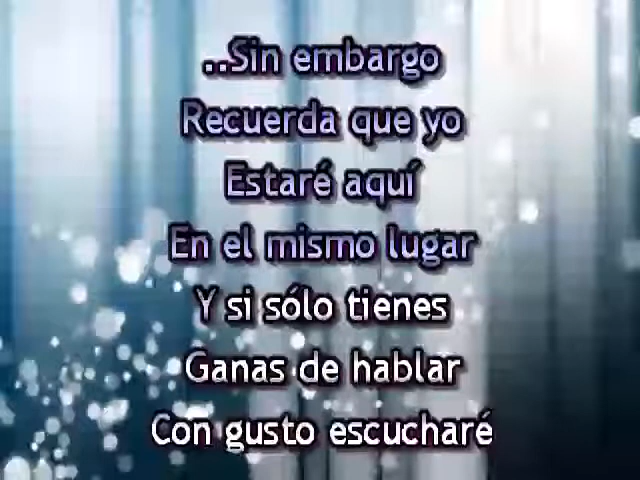 ..Sin embargo
Recuerda que yo
Estaré aquí
En el mismo lugar
Y si sólo tienes
Ganas de hablar
Con gusto escucharé